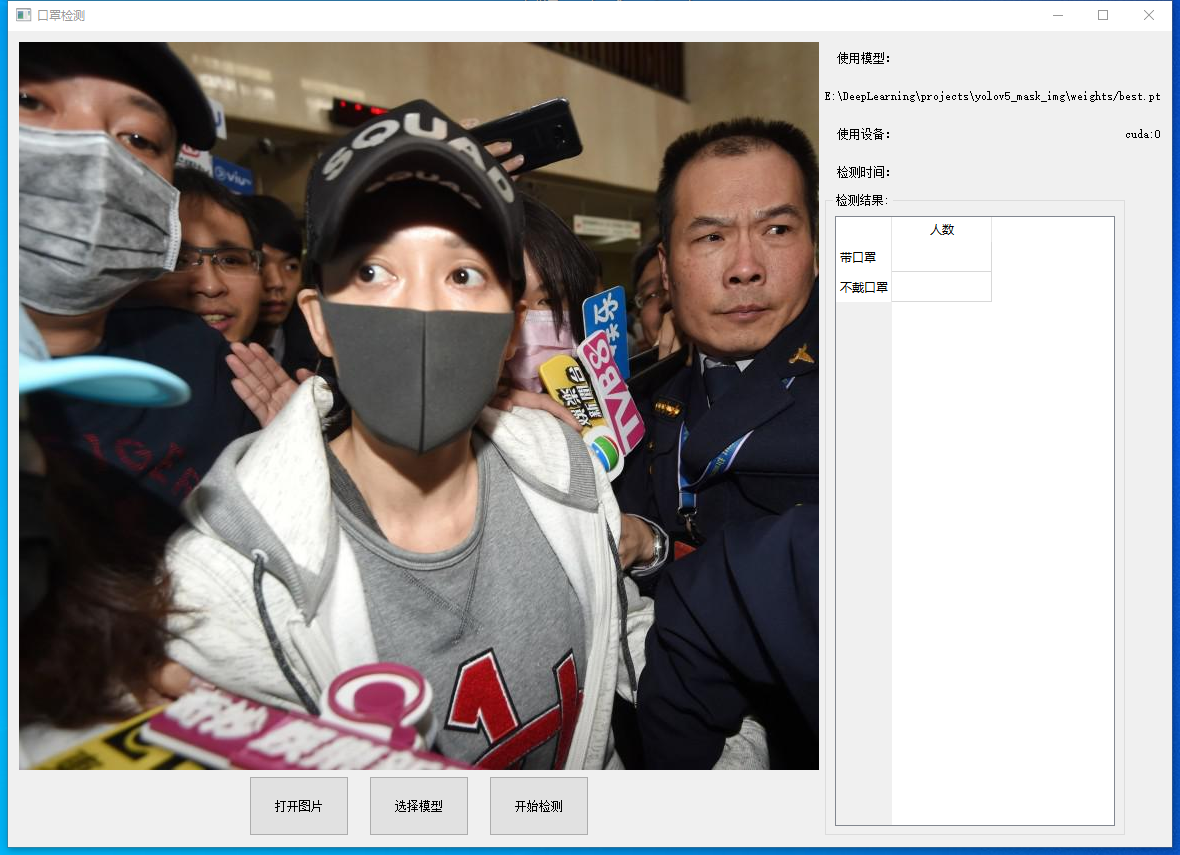 口罩检测
使用模型:
E:\DeepLearning\projects\yolov5_mask_img\weights/best.pt
使用设备:
cuda:0
检测时间:
检测结果:
人数
带口罩
不戴口罩
SQUAD
SQUAD
viu
TVBS
打开图片
选择模型
开始检测